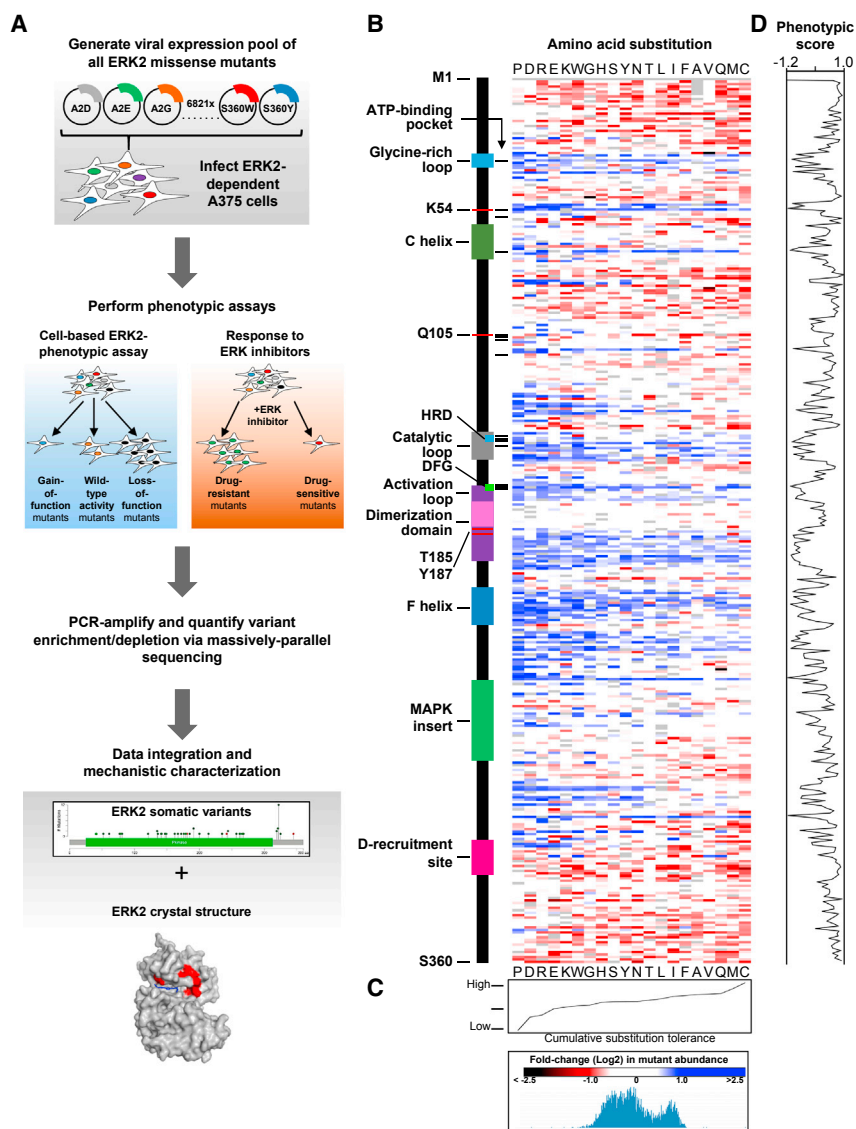 A
Generate viral expression pool of
all ERK2 missense mutants
A2D
A2E
A2G
6821x
S360W
S360Y
Infect ERK2-
dependent
A375 cells
Perform phenotypic assays
Cell-based ERK2-
phenotypic assay
Gain-
of-
function
mutants
Wild-
type
activity
mutants
Loss-
of-
function
mutants
Response to
ERK inhibitors
+ERK
inhibitor
Drug-
resistant
mutants
Drug-
sensitive
mutants
PCR-amplify and quantify variant
enrichment/depletion via massively-parallel
sequencing
Data integration and
mechanistic characterization
ERK2 somatic variants
+
ERK2 crystal structure
B
Amino acid substitution
P D R E K W G H S Y N T L I F A V Q M C
M1
ATP-binding
pocket
Glycine-rich
loop
K54
C helix
Q105
HRD
Catalytic
loop
DFG
Activation
loop
Dimerization
domain
T185
Y187
F helix
MAPK
insert
D-recruitment
site
S360
P D R E K W G H S Y N T L I F A V Q M C
C
High
Low
Cumulative substitution tolerance
Fold-change (Log2) in mutant abundance
< -2.5 -1.0 0 1.0 >2.5
D
Phenotypic
score
-1.2 1.0